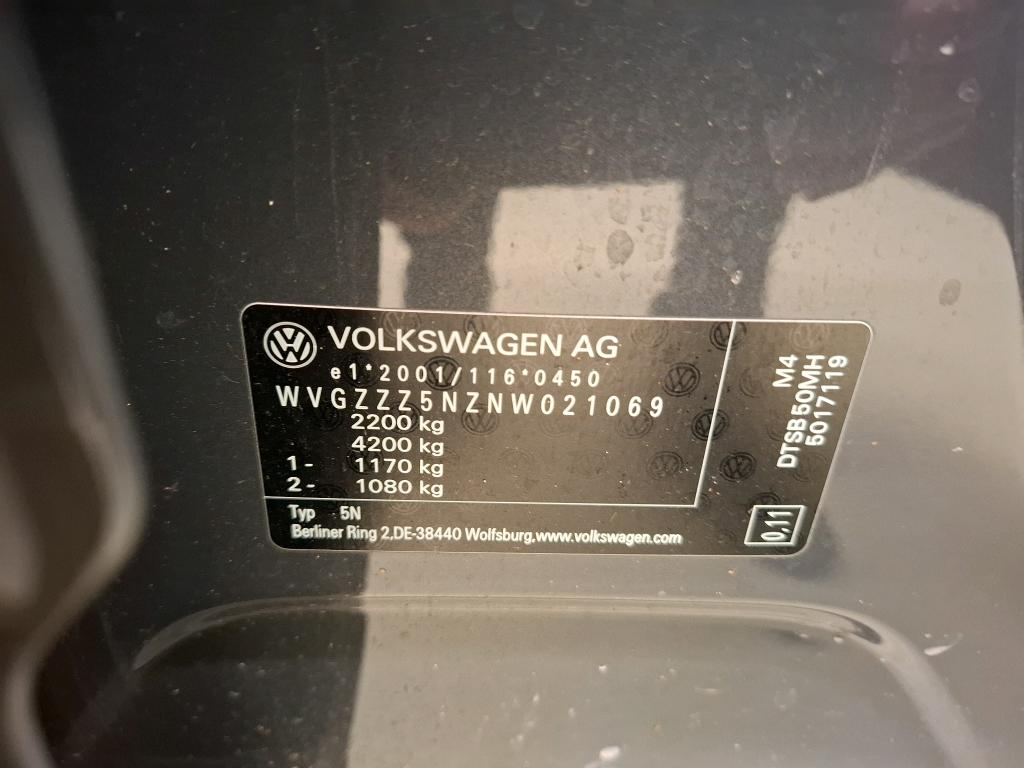 VOLKSWAGEN AG
e1*2001/116*0450
WVGZZZ5NZNW021069
2200 kg
4200 kg
1- 1170 kg
2- 1080 kg
Typ 5N
Berliner Ring 2,DE-38440 Wolfsburg,www.volkswagen.com
M4
DTSB50MH
5017119
0,11